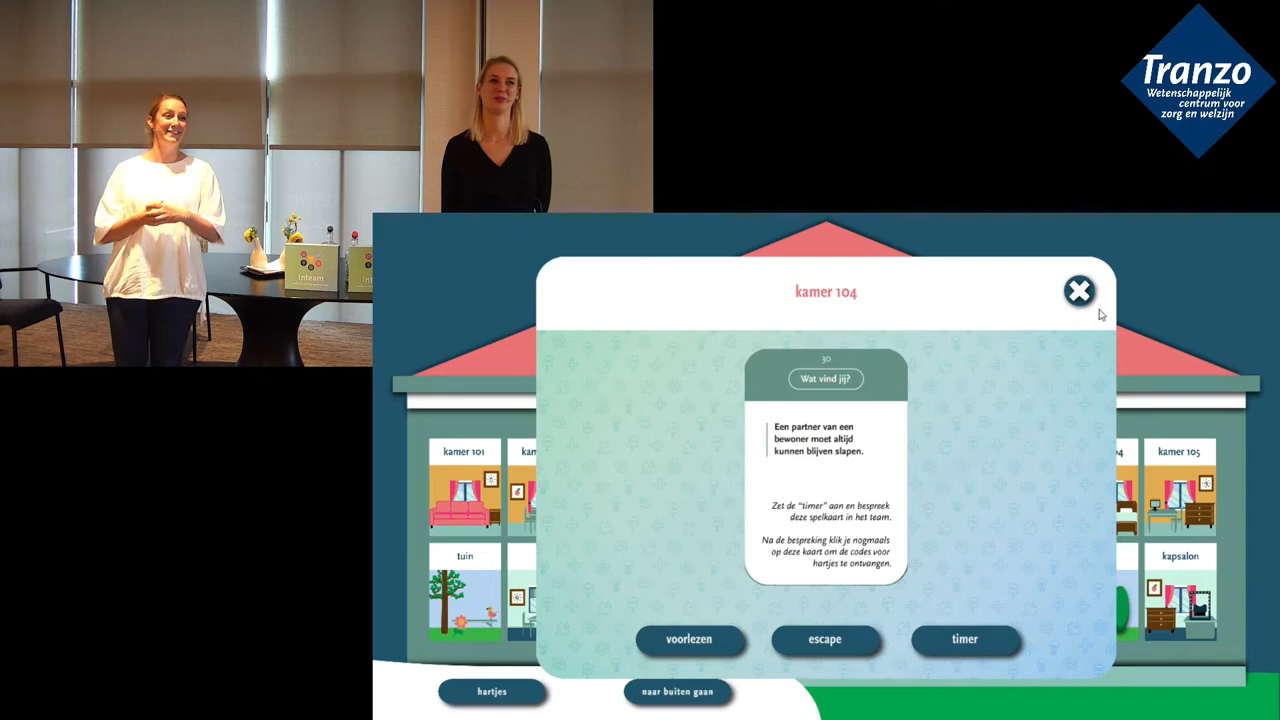 Tranzo
Wetenschappelijk
centrum voor
zorg en welzijn
Inteam
kamer 104
30
Wat vind jij?
Een partner van een
bewoner moet altijd
kunnen blijven slapen.
Zet de "timer" aan en bespreek
deze spelkaart in het team.
Na de bespreking klik je nogmaals
op deze kaart om de codes voor
hartjes te ontvangen.
voorlezen
escape
timer
kamer 101
kamer 105
tuin
kapsalon
hartjes
naar buiten gaan